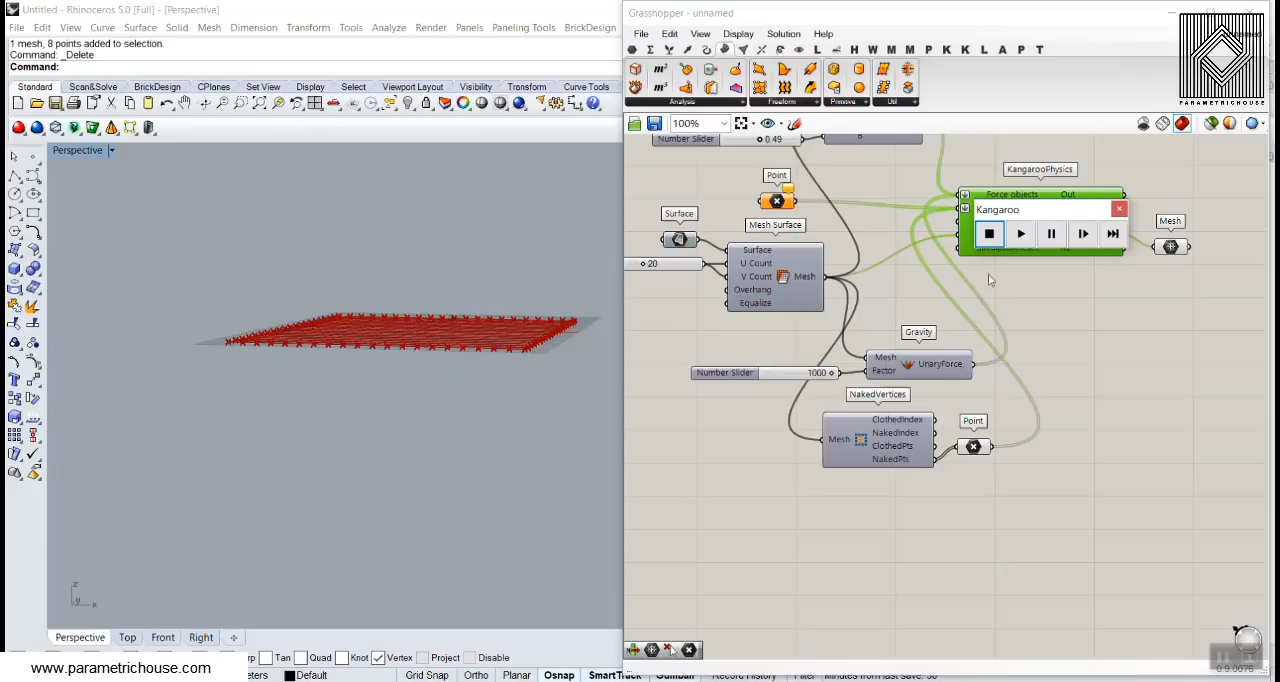 Untitled - Rhinoceros 5.0 [Full] - [Perspective]
File Edit View Curve Surface Solid Mesh Dimension Transform Tools Analyze Render Panels Paneling Tools BrickDesign
1 mesh, 8 points added to selection.
Command: _Delete
Command:
Standard Scan&Solve BrickDesign CPlanes Set View Display Select Viewport Layout Visibility Transform Curve Tools
Perspective
z
y x
Perspective Top Front Right
Tan Quad Knot Vertex Project Disable
www.parametrichouse.com
Default Grid Snap Ortho Planar Osnap SmartTrack Gumball Record History Filter
Grasshopper - unnamed
File Edit View Display Solution Help
L H W M M P K K L A P T
Analysis Freeform Primitive Util
100%
PARAMETRICHOUSE
Number Slider 0.49
Point
KangarooPhysics
Force objects Out
Kangaroo
Mesh
Surface
Mesh Surface
20
Surface
U Count
V Count Mesh
Overhang
Equalize
Gravity
Mesh
Factor UnaryForce
Number Slider 1000
NakedVertices
ClothedIndex
NakedIndex
Mesh ClothedPts
NakedPts
Point
0.9.0076